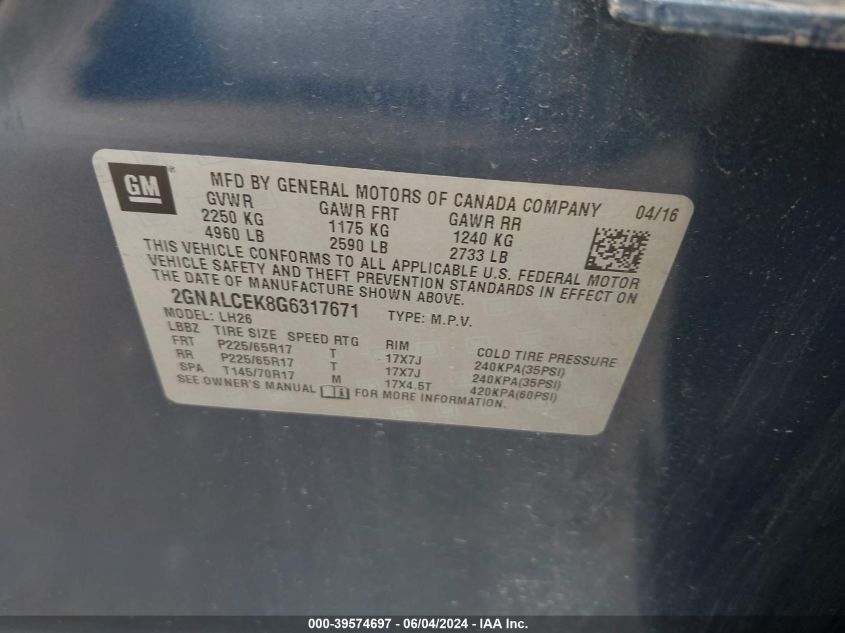 GM
MFD BY GENERAL MOTORS OF CANADA COMPANY 04/16
GVWR GAWR FRT GAWR RR
2250 KG 1175 KG 1240 KG
4960 LB 2590 LB 2733 LB
THIS VEHICLE CONFORMS TO ALL APPLICABLE U.S. FEDERAL MOTOR
VEHICLE SAFETY AND THEFT PREVENTION STANDARDS IN EFFECT ON
THE DATE OF MANUFACTURE SHOWN ABOVE.
2GNALCEK8G6317671 TYPE: M.P.V.
MODEL: LH26
LBBZ TIRE SIZE SPEED RTG RIM COLD TIRE PRESSURE
FRT P225/65R17 T 17X7J 240KPA(35PSI)
RR P225/65R17 T 17X7J 240KPA(35PSI)
SPA T145/70R17 M 17X4.5T 420KPA(60PSI)
SEE OWNER'S MANUAL FOR MORE INFORMATION.
000-39574697 - 06/04/2024 - IAA Inc.